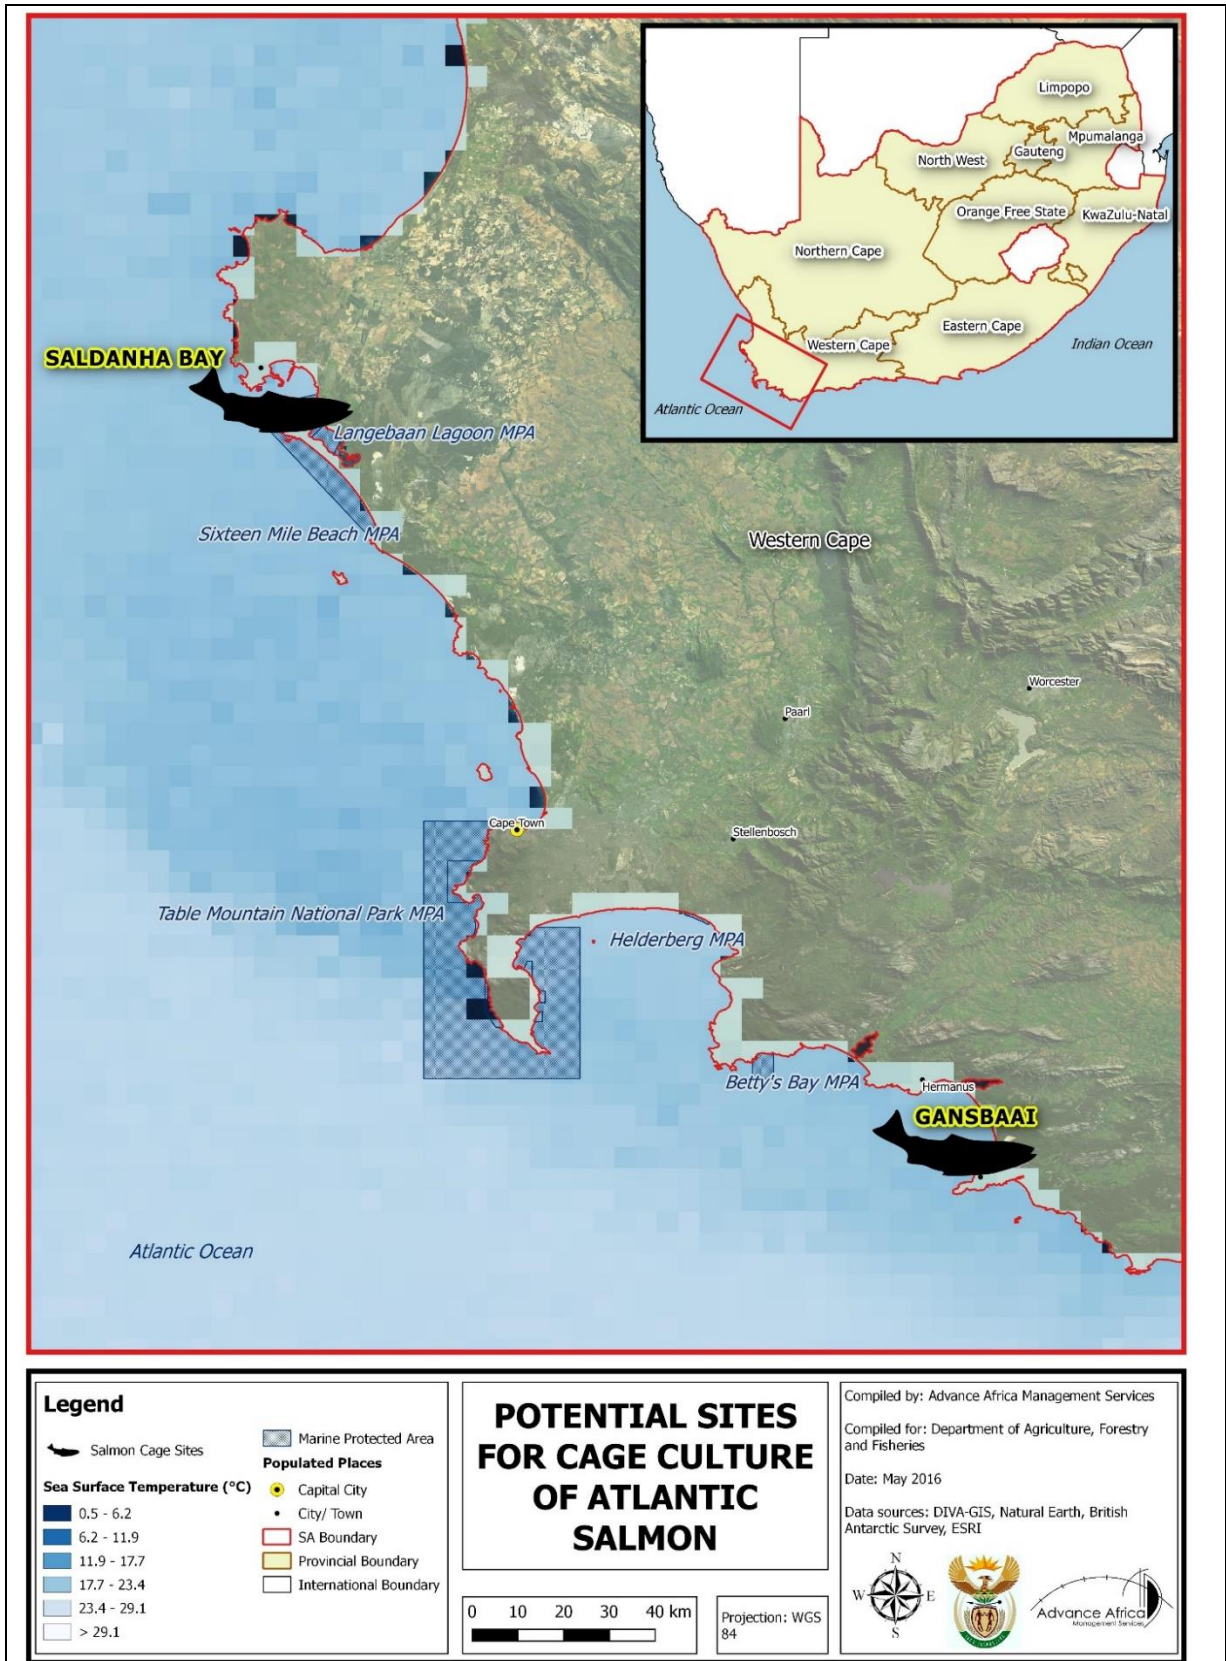 Limpopo
Mpumalanga
North West
Gauteng
Orange Free State
KwaZulu-Natal
Northern Cape
Eastern Cape
Western Cape
Indian Ocean
Atlantic Ocean
SALDANHA BAY
Langebaan Lagoon MPA
Sixteen Mile Beach MPA
Western Cape
Worcester
Paarl
Cape Town
Stellenbosch
Table Mountain National Park MPA
Helderberg MPA
Betty's Bay MPA
Hermanus
GANSBAAI
Atlantic Ocean
Legend
Salmon Cage Sites
Sea Surface Temperature (°C)
0.5 - 6.2
6.2 - 11.9
11.9 - 17.7
17.7 - 23.4
23.4 - 29.1
> 29.1
Marine Protected Area
Populated Places
Capital City
City/ Town
SA Boundary
Provincial Boundary
International Boundary
POTENTIAL SITES
FOR CAGE CULTURE
OF ATLANTIC
SALMON
0 10 20 30 40 km
Projection: WGS
84
Compiled by: Advance Africa Management Services
Compiled for: Department of Agriculture, Forestry
and Fisheries
Date: May 2016
Data sources: DIVA-GIS, Natural Earth, British
Antarctic Survey, ESRI
N
W E
S
Advance Africa
Management Services